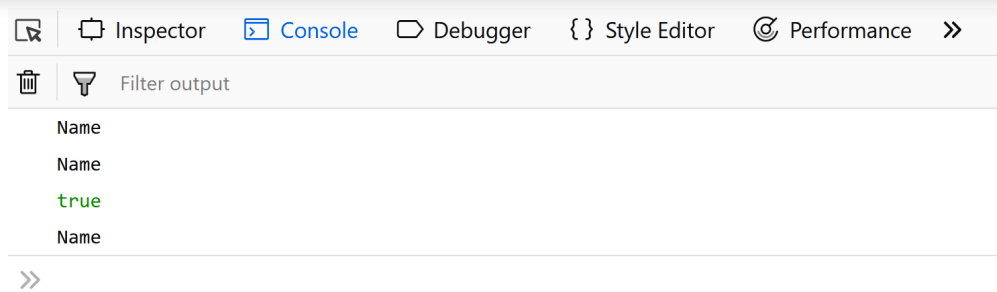 Inspector Console Debugger { } Style Editor Performance »
Filter output
Name
Name
true
Name
»